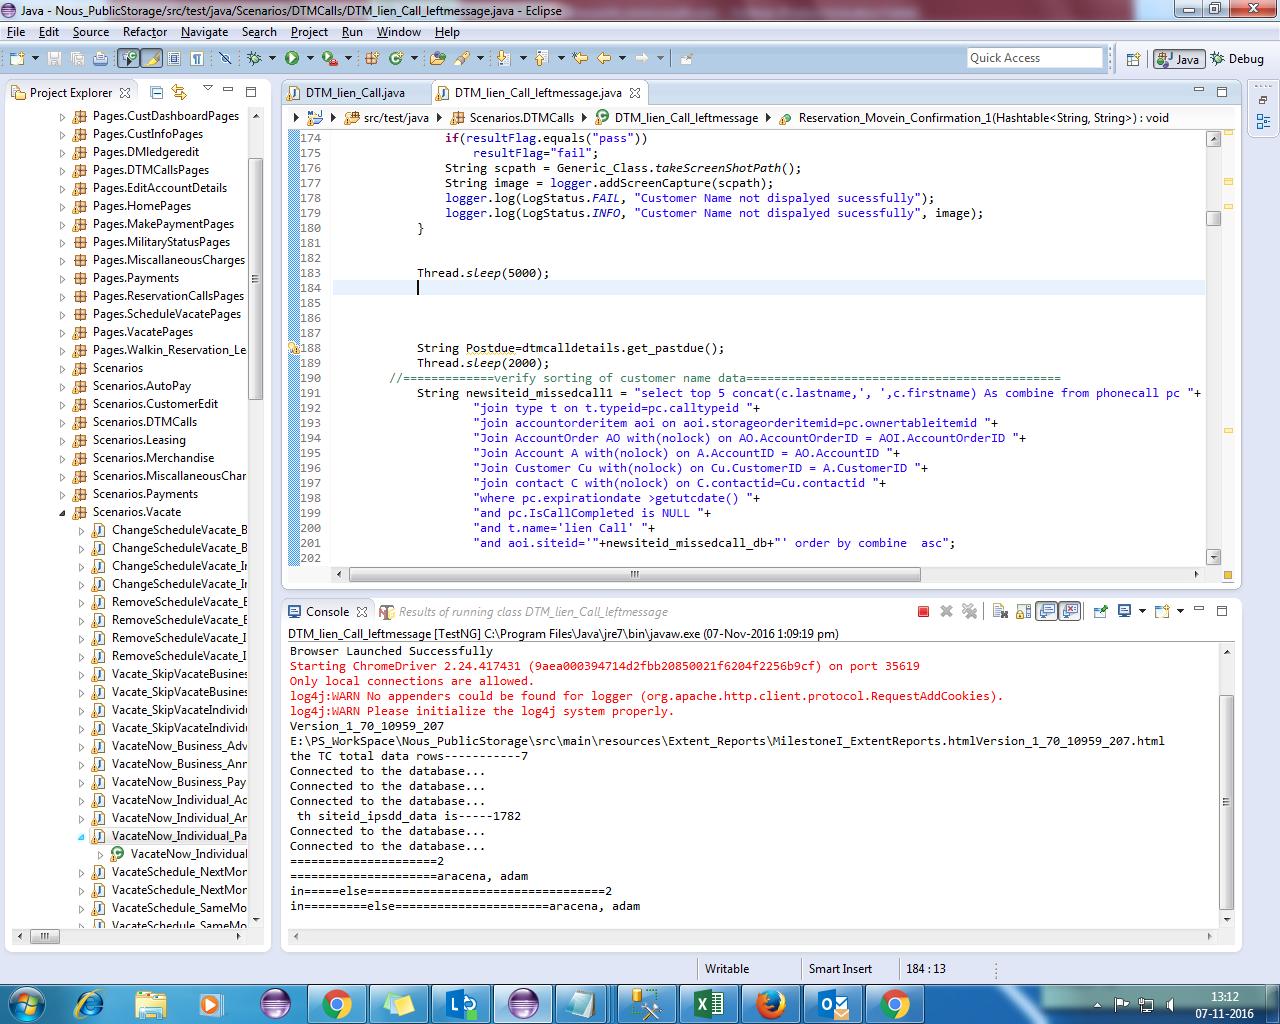 Java - Nous_PublicStorage/src/test/java/Scenarios/DTMCalls/DTM_lien_Call_leftmessage.java - Eclipse
File Edit Source Refactor Navigate Search Project Run Window Help
Quick Access
Java
Debug
Project Explorer
Pages.CustDashboardPages
Pages.CustInfoPages
Pages.DMledgeredit
Pages.DTMCallsPages
Pages.EditAccountDetails
Pages.HomePages
Pages.MakePaymentPages
Pages.MilitaryStatusPages
Pages.MiscallaneousCharges
Pages.Payments
Pages.ReservationCallsPages
Pages.ScheduleVacatePages
Pages.VacatePages
Pages.Walkin_Reservation_Le
Scenarios
Scenarios.AutoPay
Scenarios.CustomerEdit
Scenarios.DTMCalls
Scenarios.Leasing
Scenarios.Merchandise
Scenarios.MiscallaneousChar
Scenarios.Payments
Scenarios.Vacate
ChangeScheduleVacate_B
ChangeScheduleVacate_B
ChangeScheduleVacate_Ir
ChangeScheduleVacate_Ir
RemoveScheduleVacate_E
RemoveScheduleVacate_E
RemoveScheduleVacate_I
RemoveScheduleVacate_I
Vacate_SkipVacateBusines
Vacate_SkipVacateBusines
Vacate_SkipVacateIndividu
Vacate_SkipVacateIndividu
VacateNow_Business_Adv
VacateNow_Business_Ann
VacateNow_Business_Pay
VacateNow_Individual_Ad
VacateNow_Individual_Ar
VacateNow_Individual_Pa
VacateNow_Individual
VacateSchedule_NextMor
VacateSchedule_NextMor
VacateSchedule_SameMo
VacateSchedule_SameMo
DTM_lien_Call.java
DTM_lien_Call_leftmessage.java
src/test/java
Scenarios.DTMCalls
DTM_lien_Call_leftmessage
Reservation_Movein_Confirmation_1(Hashtable<String, String>) : void
174 if(resultFlag.equals("pass"))
175 resultFlag="fail";
176 String scpath = Generic_Class.takeScreenShotPath();
177 String image = logger.addScreenCapture(scpath);
178 logger.log(LogStatus.FAIL, "Customer Name not dispalyed sucessfully");
179 logger.log(LogStatus.INFO, "Customer Name not dispalyed sucessfully", image);
180 }
181
182
183 Thread.sleep(5000);
184
185
186
187
188 String Postdue=dtmcalldetails.get_pastdue();
189 Thread.sleep(2000);
190 //=============verify sorting of customer name data=============================================
191 String newsiteid_missedcall1 = "select top 5 concat(c.lastname,', ',c.firstname) As combine from phonecall pc "+
192 "join type t on t.typeid=pc.calltypeid "+
193 "join accountorderitem aoi on aoi.storageorderitemid=pc.ownertableitemid "+
194 "Join AccountOrder AO with(nolock) on AO.AccountOrderID = AOI.AccountOrderID "+
195 "Join Account A with(nolock) on A.AccountID = AO.AccountID "+
196 "Join Customer Cu with(nolock) on Cu.CustomerID = A.CustomerID "+
197 "join contact C with(nolock) on C.contactid=Cu.contactid "+
198 "where pc.expirationdate >getutcdate() "+
199 "and pc.IsCallCompleted is NULL "+
200 "and t.name='lien Call' "+
201 "and aoi.siteid='"+newsiteid_missedcall_db+"' order by combine  asc";
202
Console
Results of running class DTM_lien_Call_leftmessage
DTM_lien_Call_leftmessage [TestNG] C:\Program Files\Java\jre7\bin\javaw.exe (07-Nov-2016 1:09:19 pm)
Browser Launched Successfully
Starting ChromeDriver 2.24.417431 (9aea000394714d2fbb20850021f6204f2256b9cf) on port 35619
Only local connections are allowed.
log4j:WARN No appenders could be found for logger (org.apache.http.client.protocol.RequestAddCookies).
log4j:WARN Please initialize the log4j system properly.
Version_1_70_10959_207
E:\PS_WorkSpace\Nous_PublicStorage\src\main\resources\Extent_Reports\MilestoneI_ExtentReports.htmlVersion_1_70_10959_207.html
the TC total data rows-----------7
Connected to the database...
Connected to the database...
Connected to the database...
th siteid_ipsdd_data is-----1782
Connected to the database...
Connected to the database...
=====================2
=====================aracena, adam
in=====else==================================2
in=========else======================aracena, adam
Writable
Smart Insert
184 : 13
13:12
07-11-2016